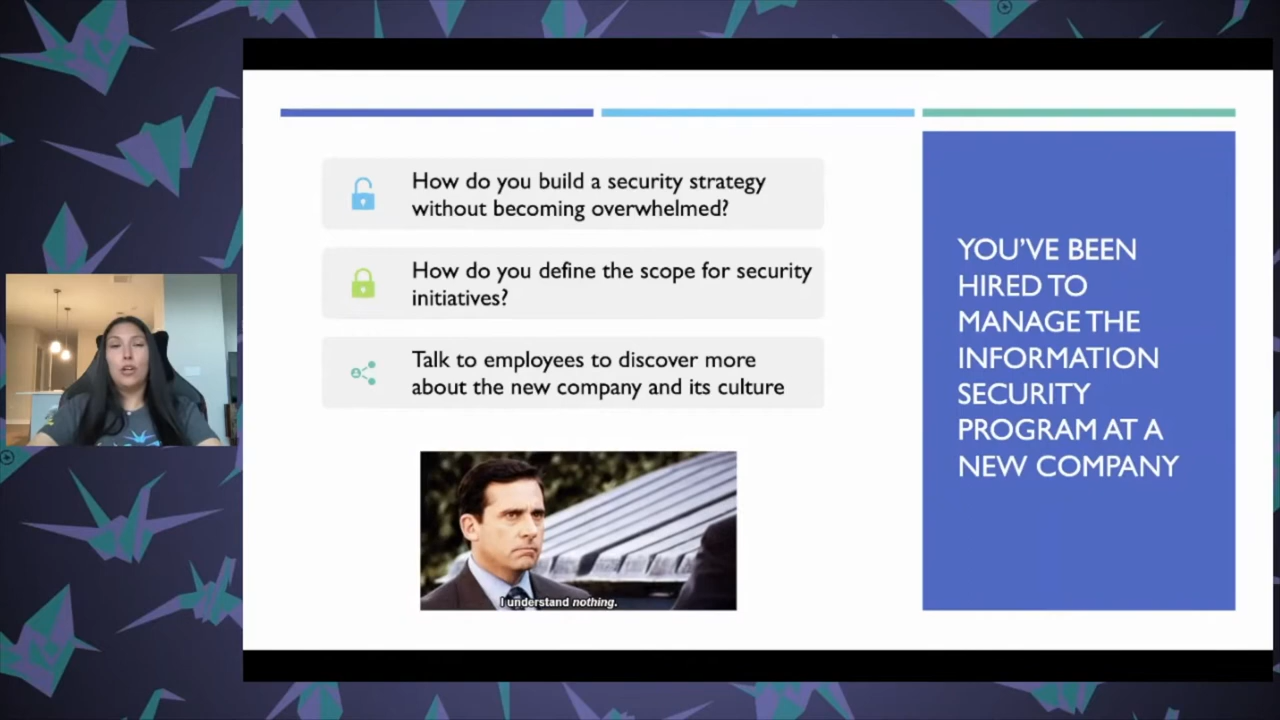 How do you build a security strategy
without becoming overwhelmed?
How do you define the scope for security
initiatives?
Talk to employees to discover more
about the new company and its culture
I understand nothing.
YOU’VE BEEN
HIRED TO
MANAGE THE
INFORMATION
SECURITY
PROGRAM AT A
NEW COMPANY